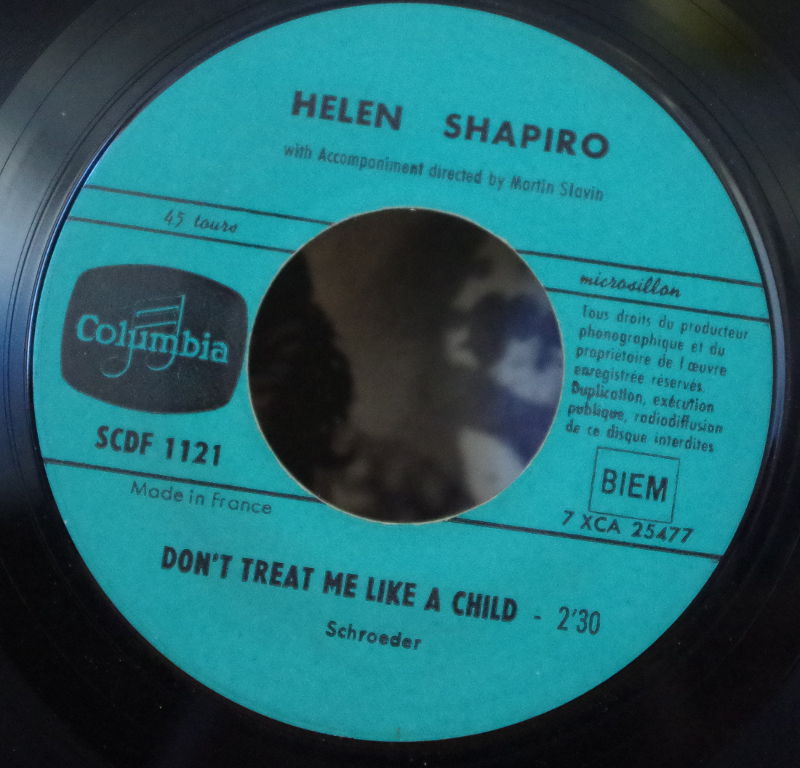 HELEN SHAPIRO
with Accompaniment directed by Martin Slavin
45 tours
microsillon
Columbia
Tous droits du producteur
phonographique et du
propriétaire de l'œuvre
enregistrée réservés.
Duplication, exécution
publique, radiodiffusion
de ce disque interdites
SCDF 1121
BIEM
Made in France
7 XCA 25477
DON'T TREAT ME LIKE A CHILD - 2'30
Schroeder